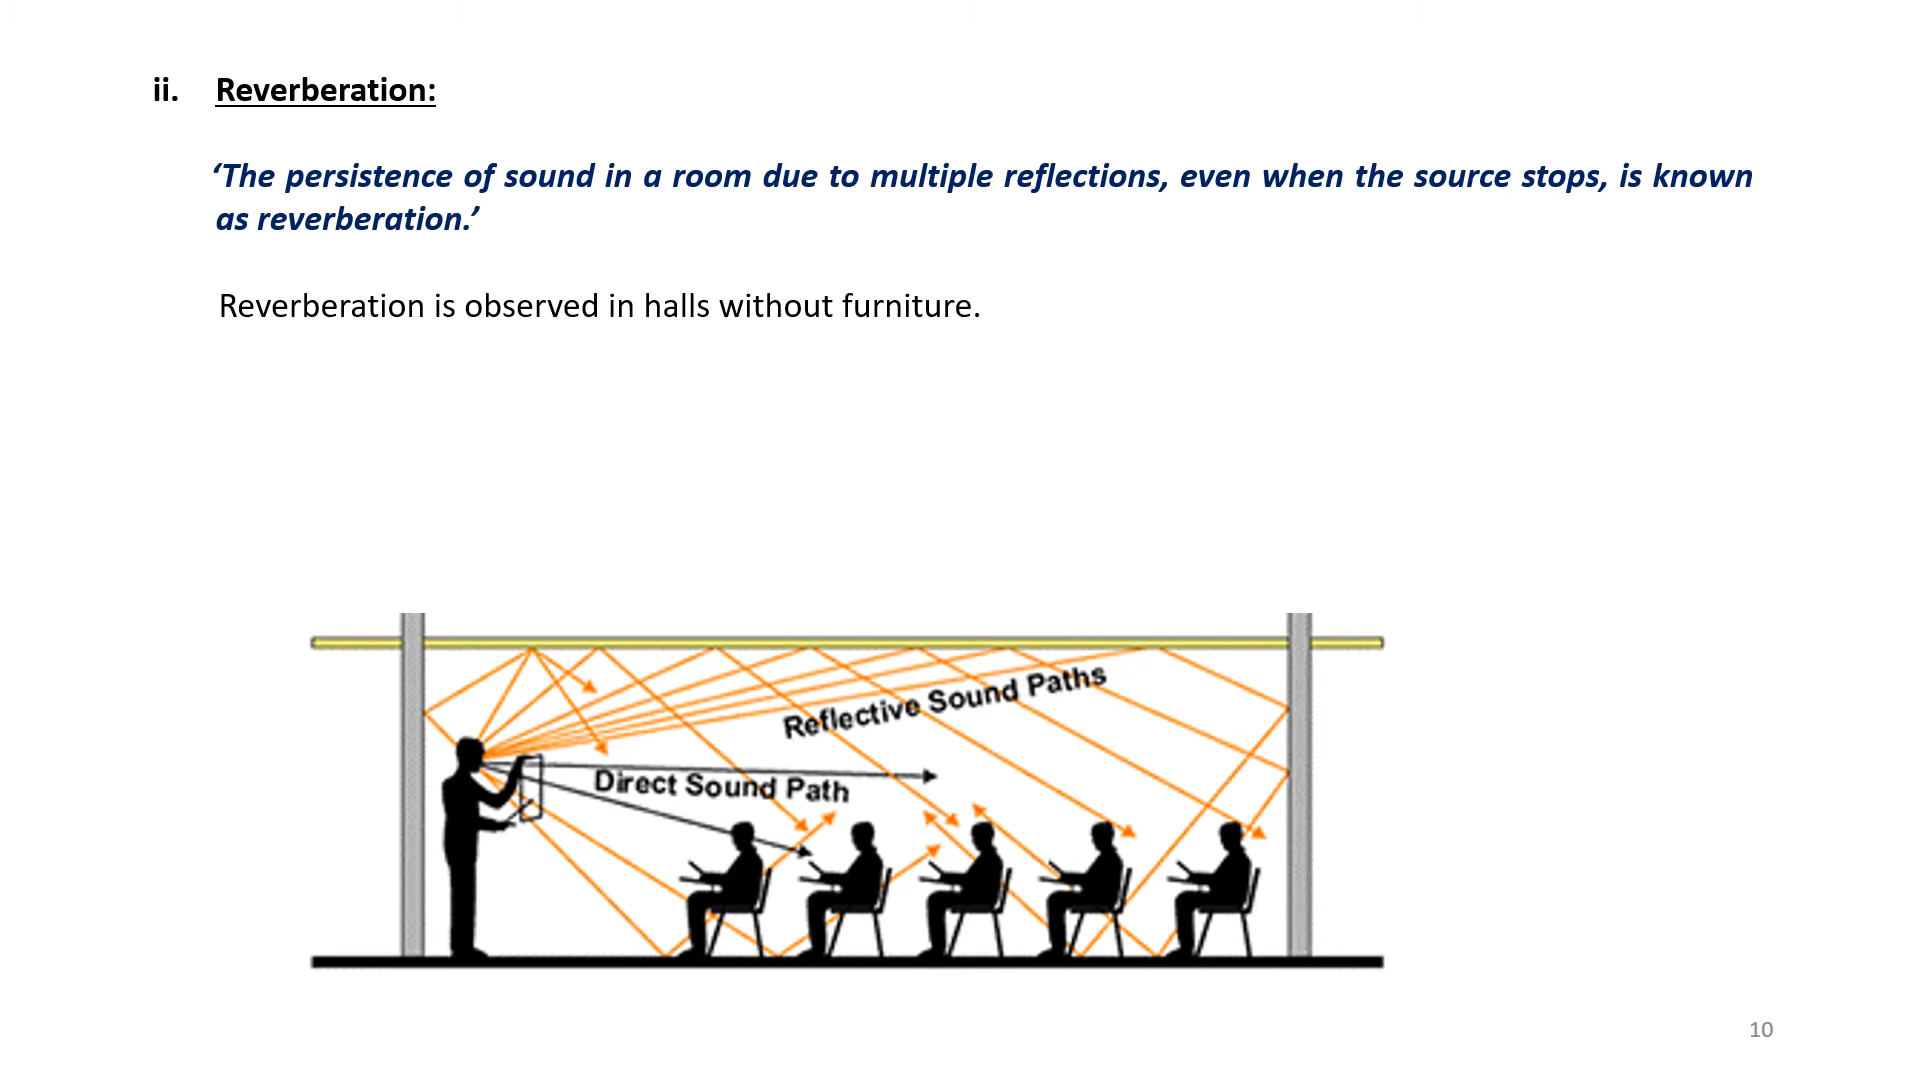 ii. Reverberation:
‘The persistence of sound in a room due to multiple reflections, even when the source stops, is known
as reverberation.’
Reverberation is observed in halls without furniture.
Reflective Sound Paths
Direct Sound Path
10